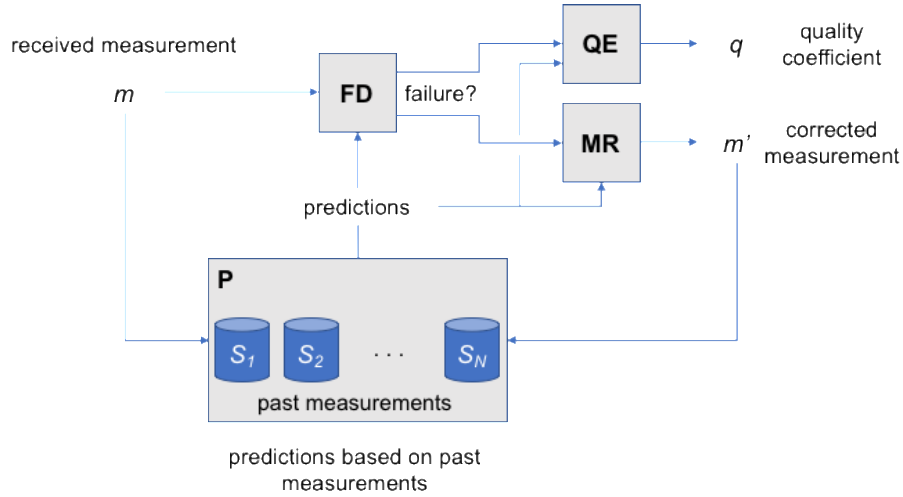 received measurement
m
FD
failure?
QE
q
quality
coefficient
MR
m’
corrected
measurement
predictions
P
S1
S2
. . .
SN
past measurements
predictions based on past
measurements